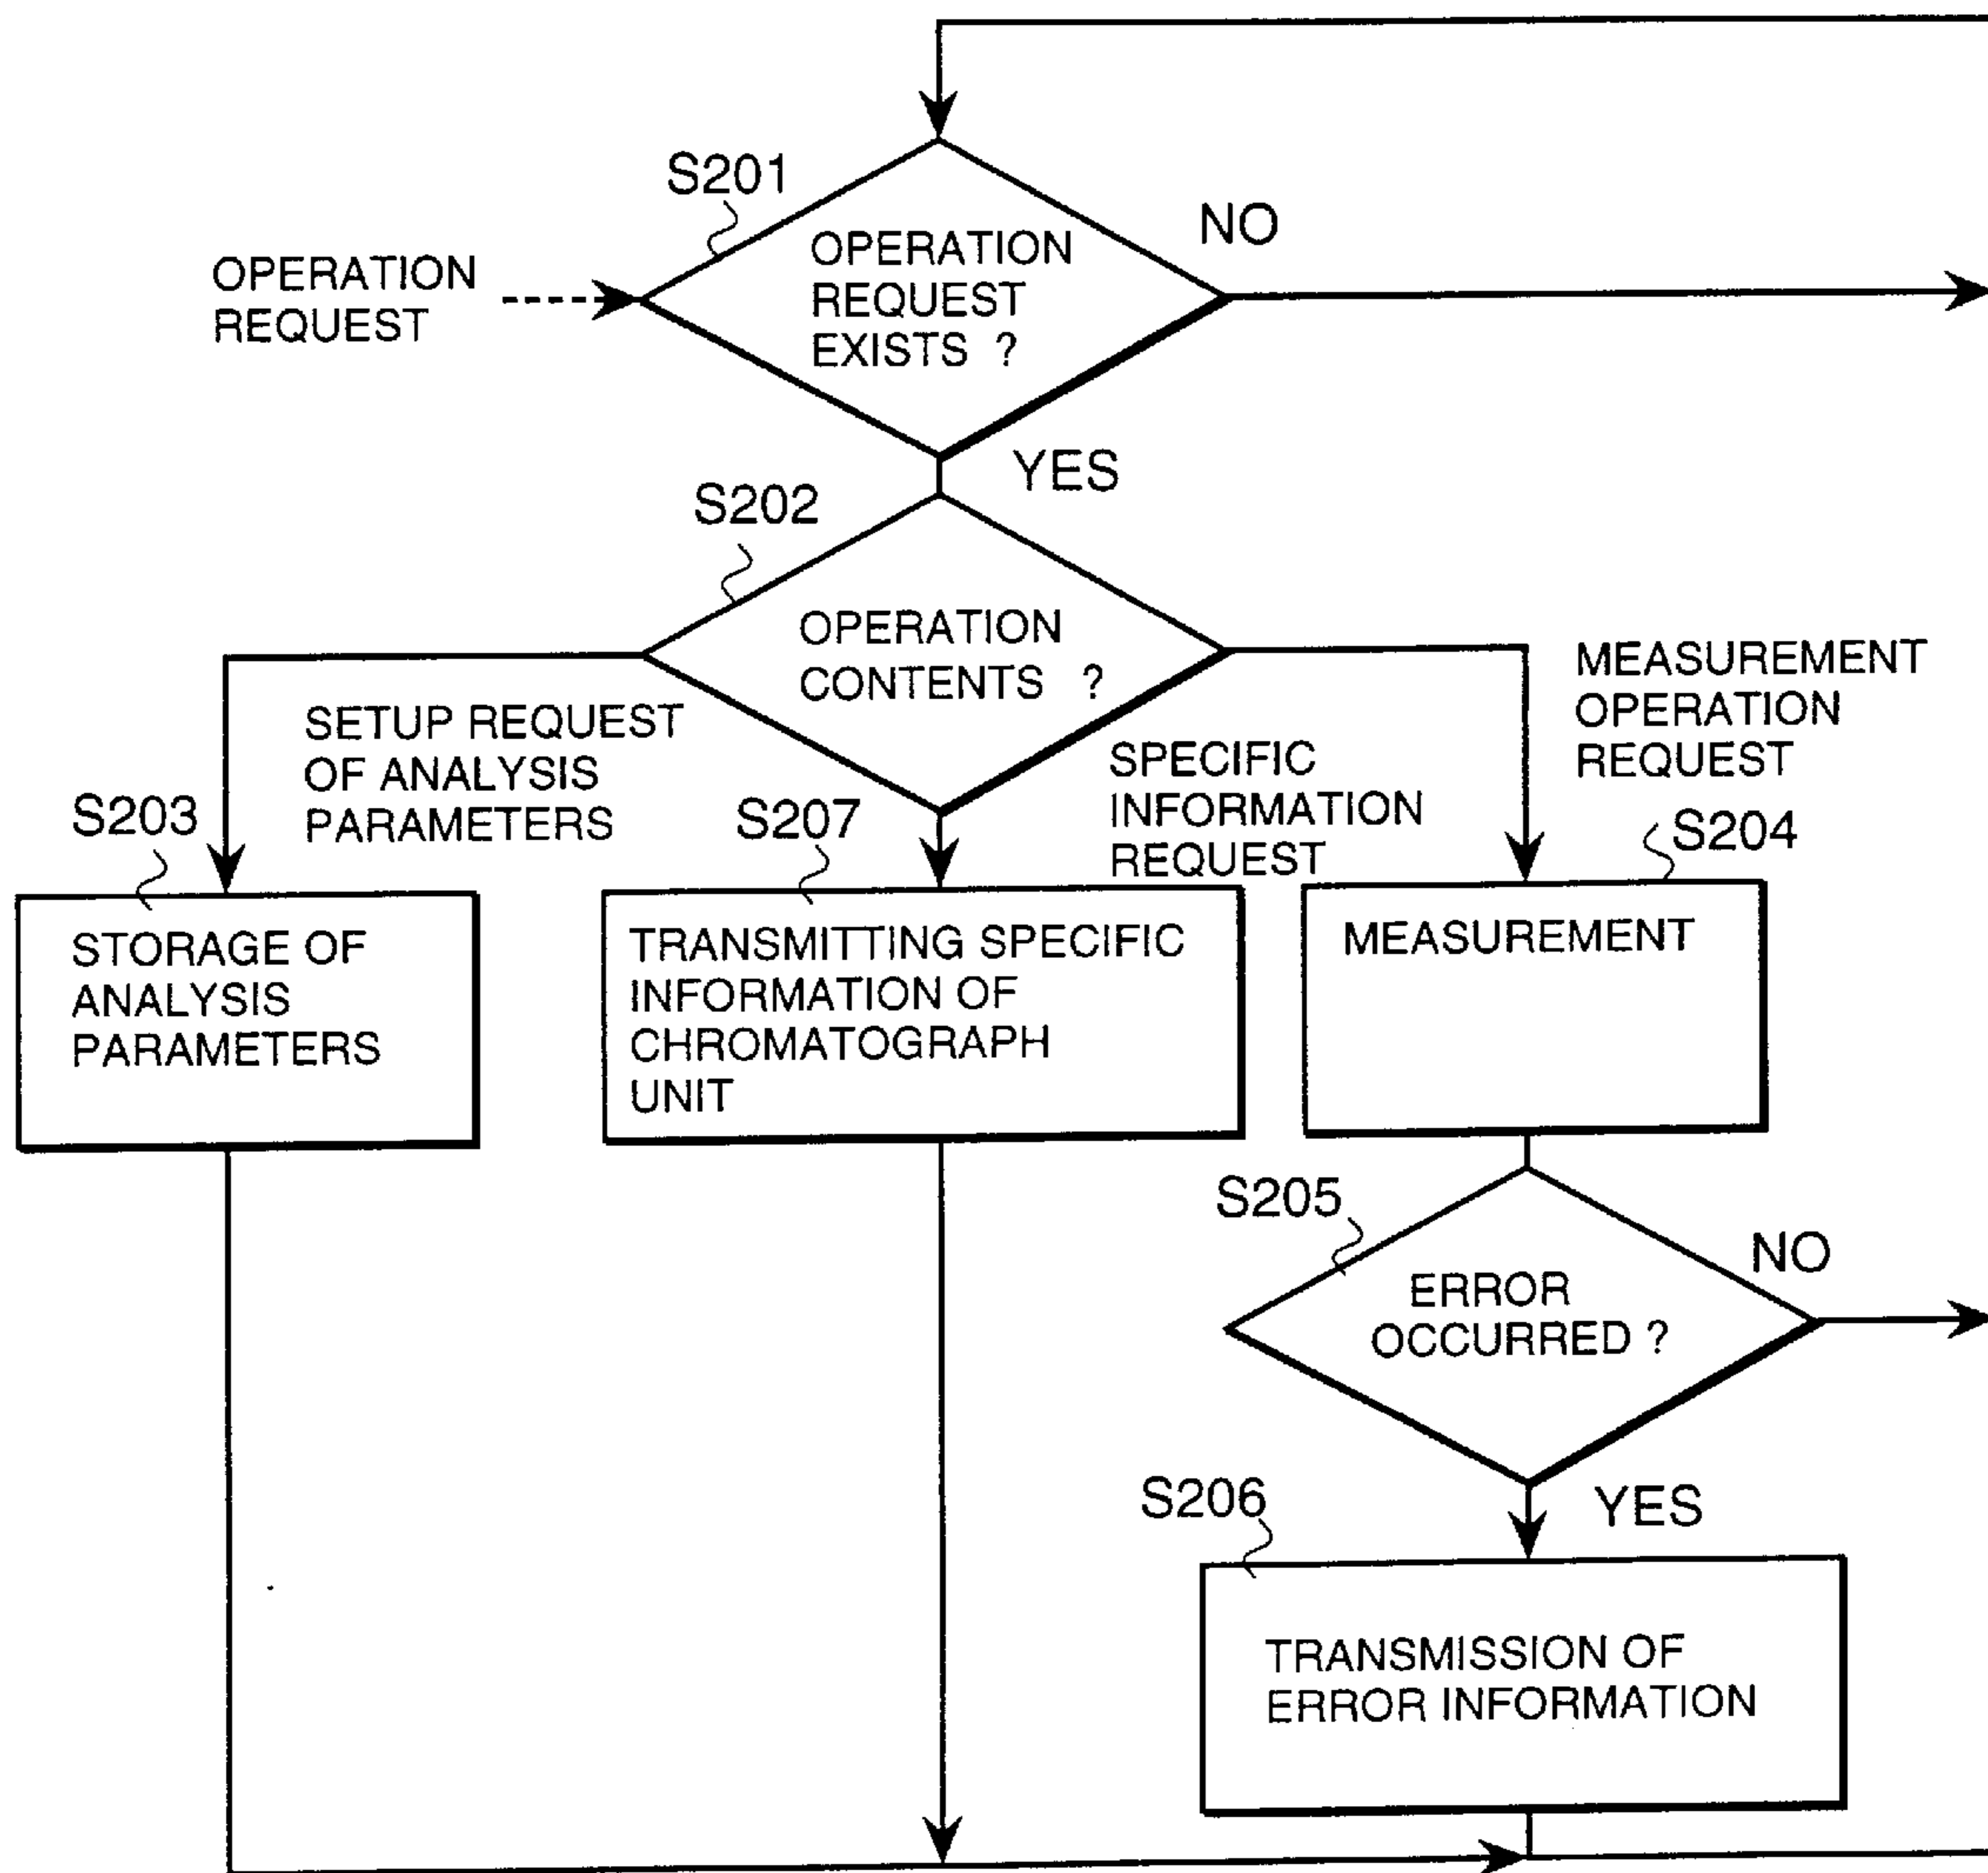 S201
NO
OPERATION
REQUEST
OPERATION
REQUEST
EXISTS ?
YES
S202
OPERATION
CONTENTS ?
SETUP REQUEST
OF ANALYSIS
PARAMETERS
SPECIFIC
INFORMATION
REQUEST
MEASUREMENT
OPERATION
REQUEST
S203
S207
S204
STORAGE OF
ANALYSIS
PARAMETERS
TRANSMITTING SPECIFIC
INFORMATION OF
CHROMATOGRAPH
UNIT
MEASUREMENT
S205
NO
ERROR
OCCURRED ?
S206
YES
TRANSMISSION OF
ERROR INFORMATION